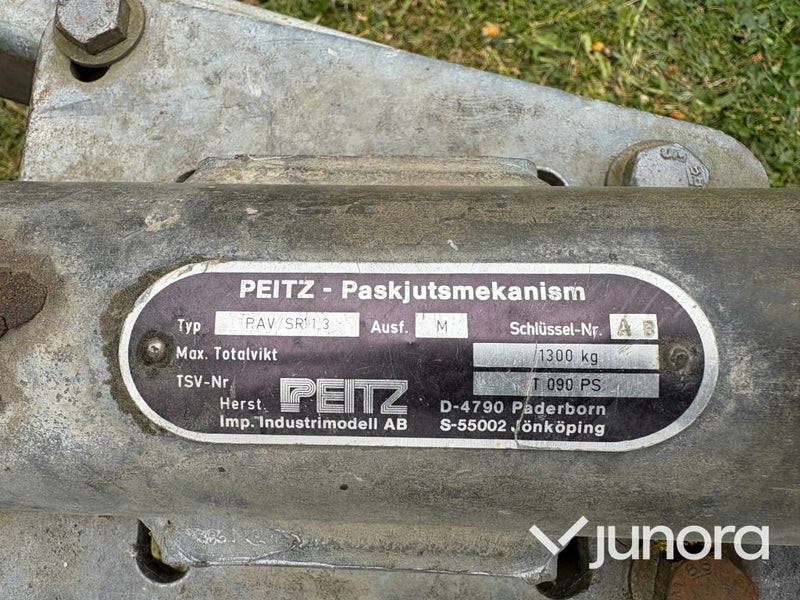 PEITZ - Paskjutsmekanism
Typ PAV/SR 1,3 Ausf. M Schlüssel-Nr. A B
Max. Totalvikt 1300 kg
TSV-Nr. T 090 PS
Herst. PEITZ D-4790 Paderborn
Imp. Industrimodell AB S-55002 Jönköping
junora